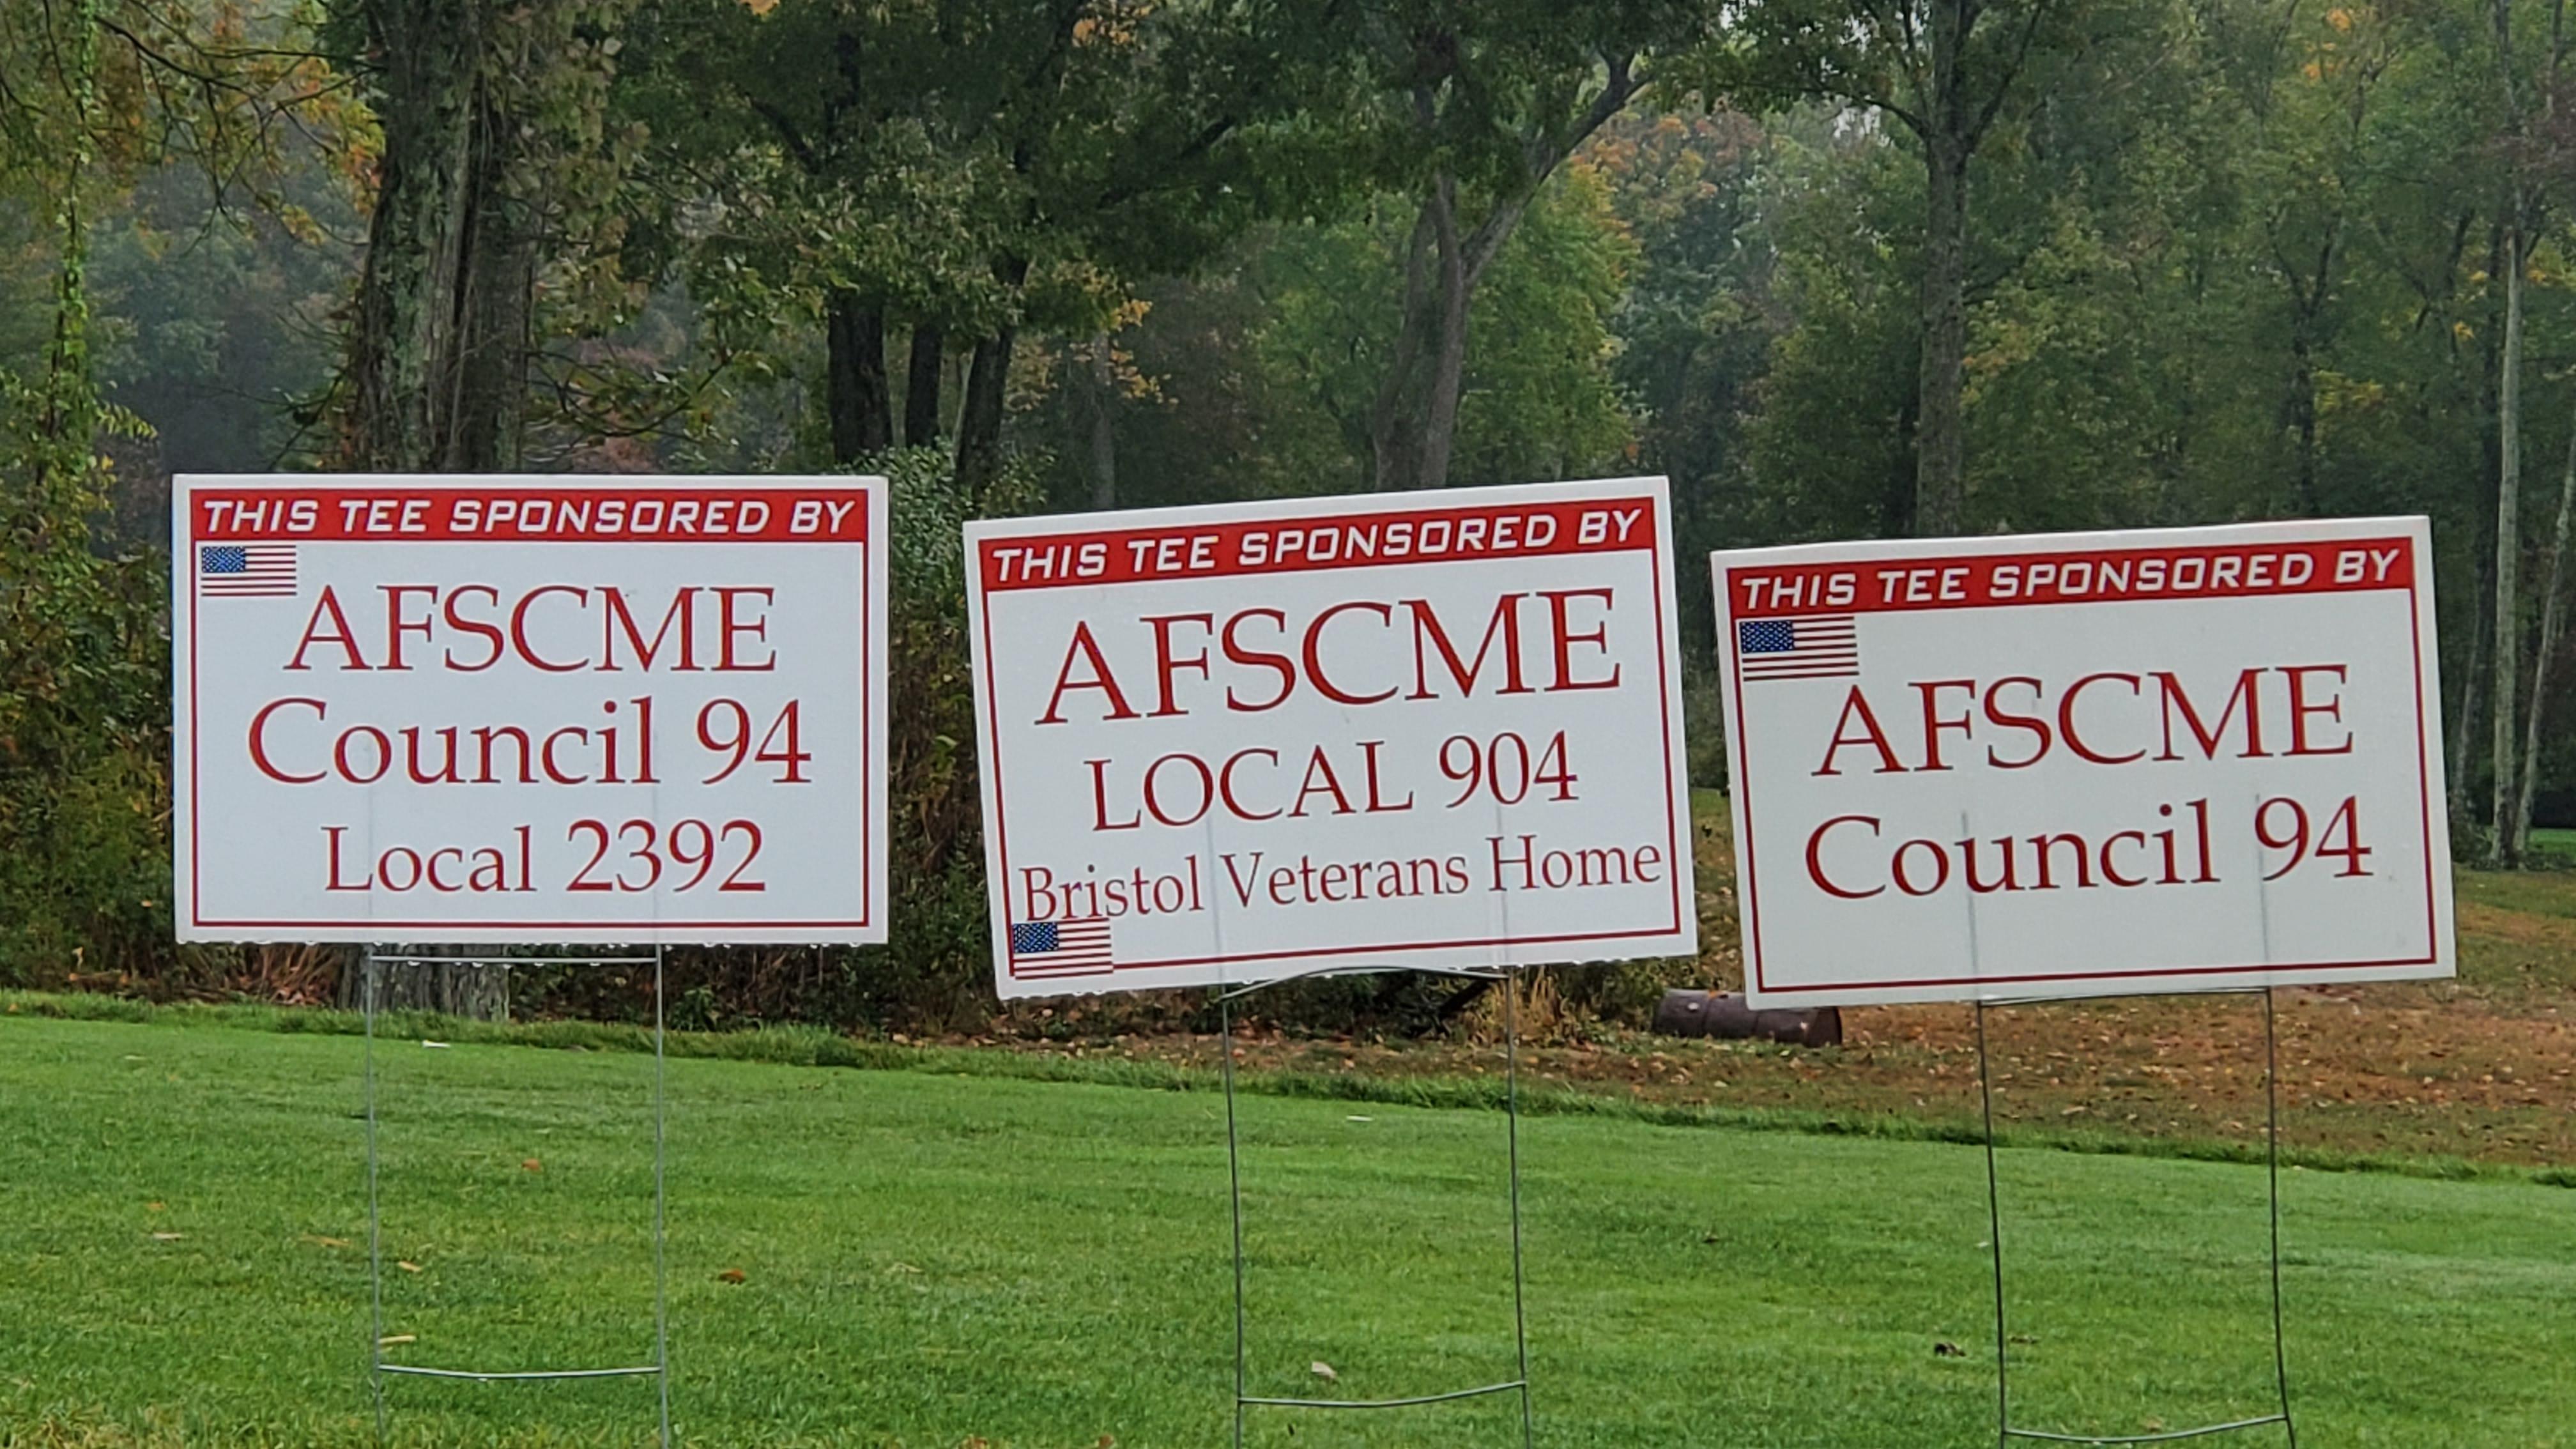 THIS TEE SPONSORED BY
AFSCME
Council 94
Local 2392
THIS TEE SPONSORED BY
AFSCME
LOCAL 904
Bristol Veterans Home
THIS TEE SPONSORED BY
AFSCME
Council 94